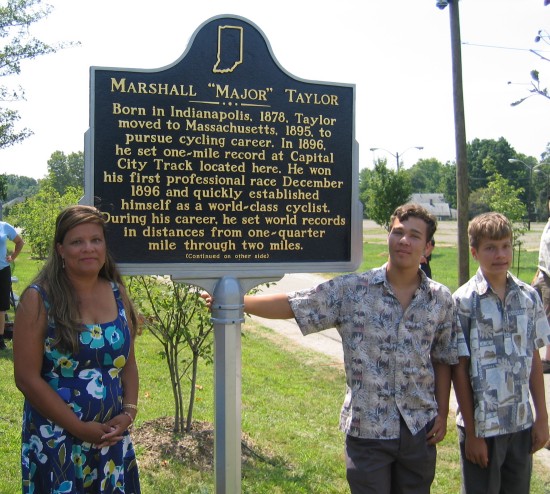 MARSHALL "MAJOR" TAYLOR
Born in Indianapolis, 1878, Taylor
moved to Massachusetts, 1895, to
pursue cycling career. In 1896,
he set one-mile record at Capital
City Track located here. He won
his first professional race December
1896 and quickly established
himself as a world-class cyclist.
During his career, he set world records
in distances from one-quarter
mile through two miles.
(Continued on other side)